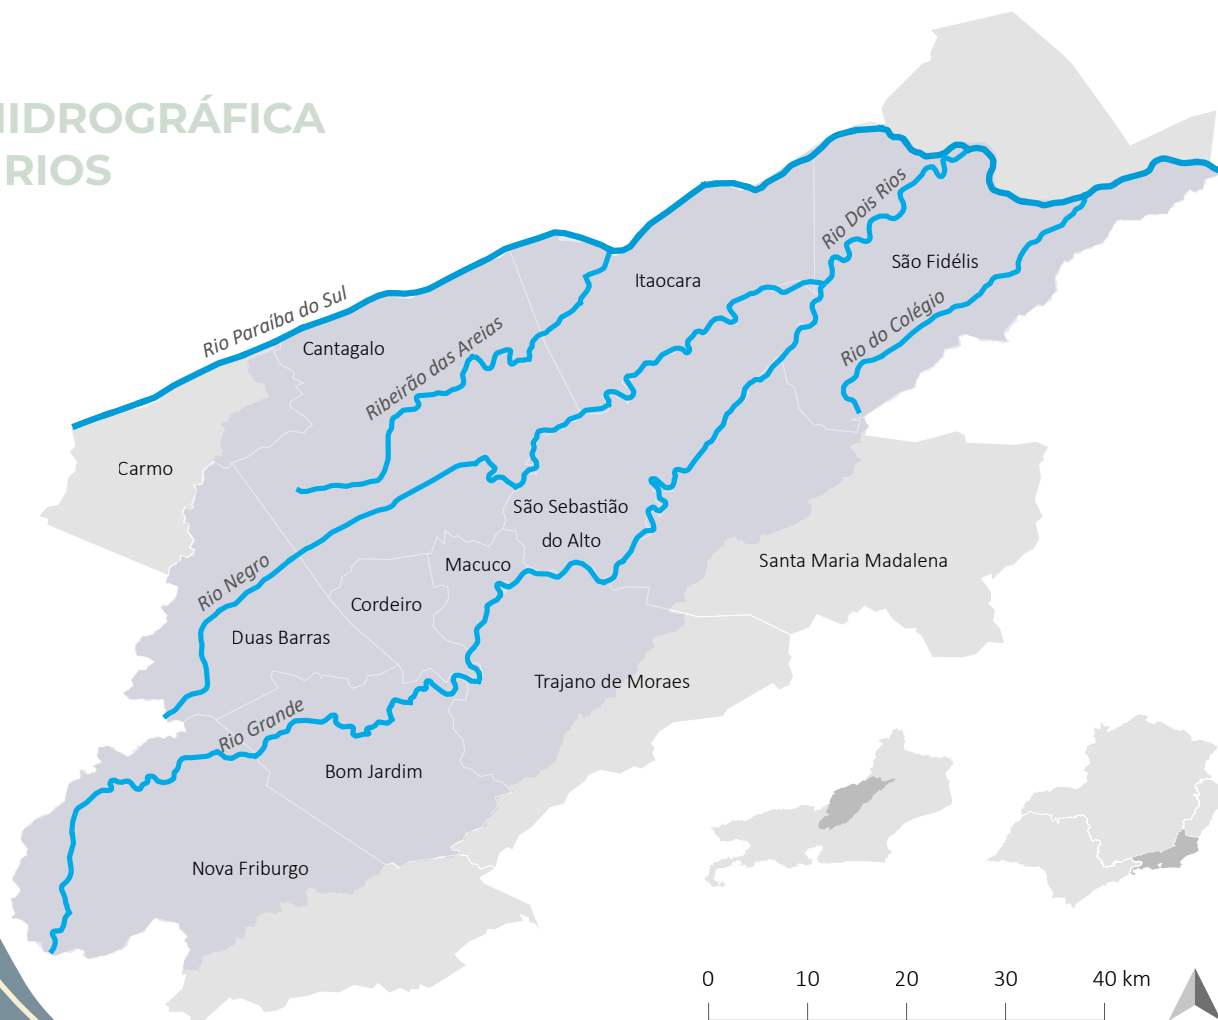 HIDROGRÁFICA
RIOS
Rio Paraíba do Sul
Rio Dois Rios
São Fidélis
Itaocara
Rio do Colégio
Cantagalo
Ribeirão das Areias
Carmo
São Sebastião
do Alto
Macuco
Santa Maria Madalena
Rio Negro
Cordeiro
Duas Barras
Trajano de Moraes
Rio Grande
Bom Jardim
Nova Friburgo
0 10 20 30 40 km